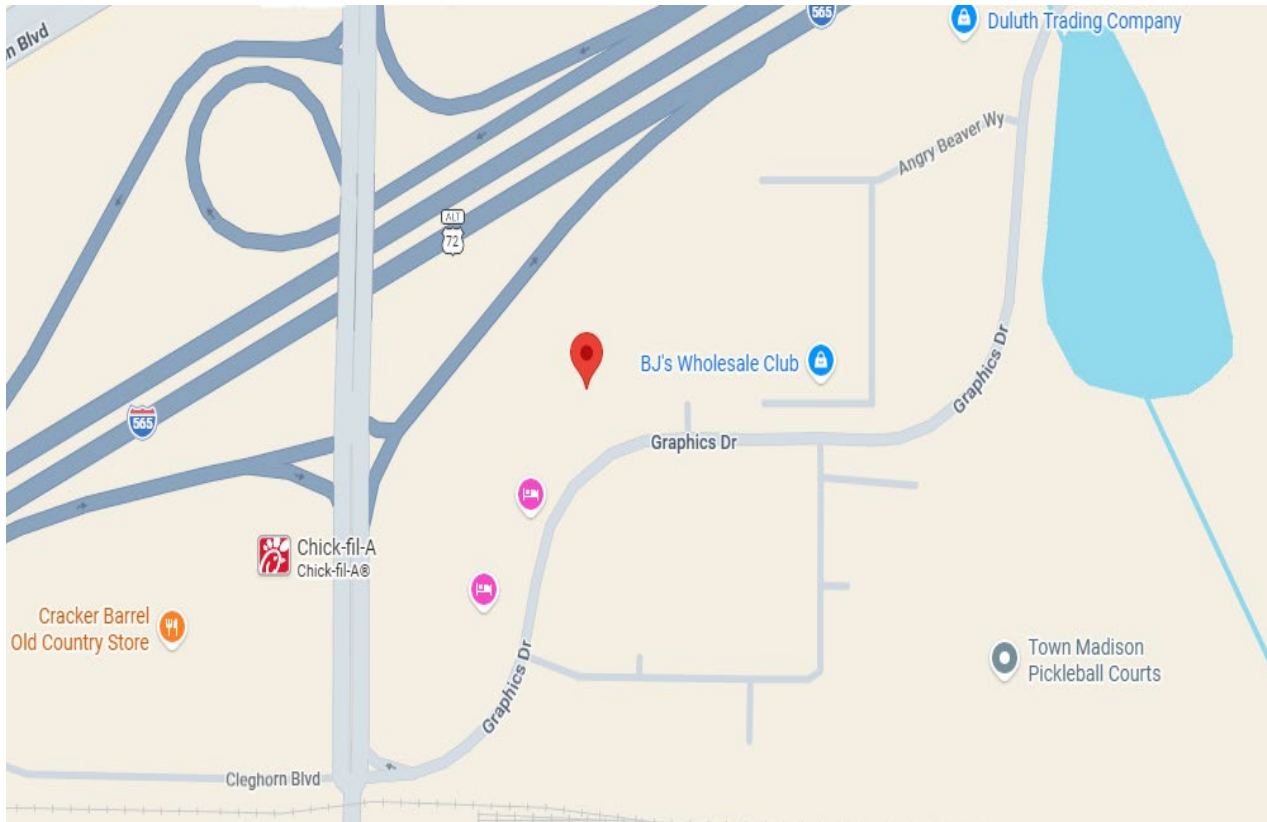 565
Duluth Trading Company
n Blvd
Angry Beaver Wy
ALT
72
BJ's Wholesale Club
Graphics Dr
565
Graphics Dr
Chick-fil-A
Chick-fil-A®
Cracker Barrel
Old Country Store
Town Madison
Pickleball Courts
Graphics Dr
Cleghorn Blvd